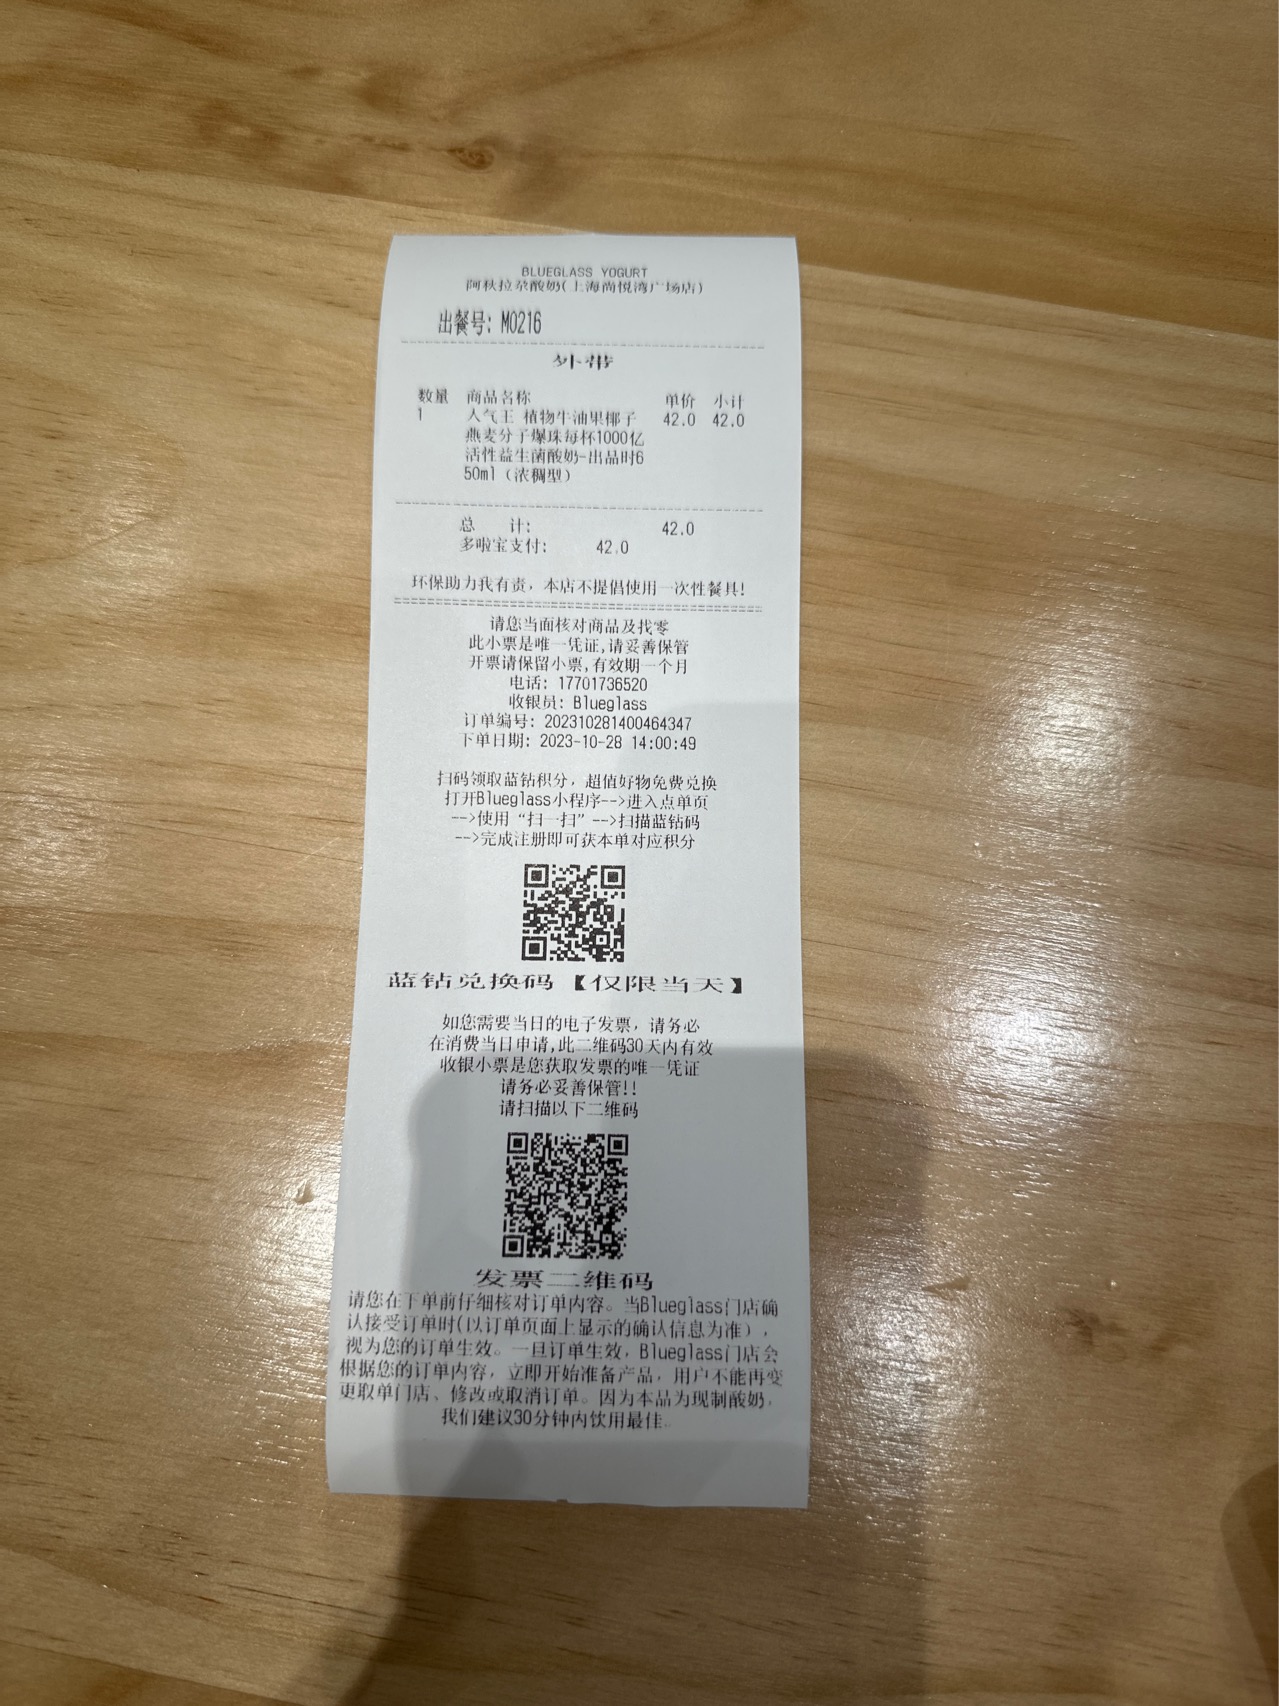 BLUEGLASS YOGURT
阿秋拉尕酸奶(上海尚悦湾广场店)
出餐号: M0216
外带
数量 商品名称 单价 小计
1 人气王 植物牛油果椰子 42.0 42.0
燕麦分子爆珠每杯1000亿
活性益生菌酸奶-出品时6
50ml（浓稠型）
总 计: 42.0
多啦宝支付: 42.0
环保助力我有责，本店不提倡使用一次性餐具!
请您当面核对商品及找零
此小票是唯一凭证,请妥善保管
开票请保留小票,有效期一个月
电话: 17701736520
收银员: Blueglass
订单编号: 202310281400464347
下单日期: 2023-10-28 14:00:49
扫码领取蓝钻积分，超值好物免费兑换
打开Blueglass小程序-->进入点单页
-->使用“扫一扫”-->扫描蓝钻码
-->完成注册即可获本单对应积分
蓝钻兑换码【仅限当天】
如您需要当日的电子发票，请务必
在消费当日申请,此二维码30天内有效
收银小票是您获取发票的唯一凭证
请务必妥善保管!!
请扫描以下二维码
发票二维码
请您在下单前仔细核对订单内容。当Blueglass门店确
认接受订单时(以订单页面上显示的确认信息为准)，
视为您的订单生效。一旦订单生效，Blueglass门店会
根据您的订单内容，立即开始准备产品，用户不能再变
更取单门店、修改或取消订单。因为本品为现制酸奶，
我们建议30分钟内饮用最佳。